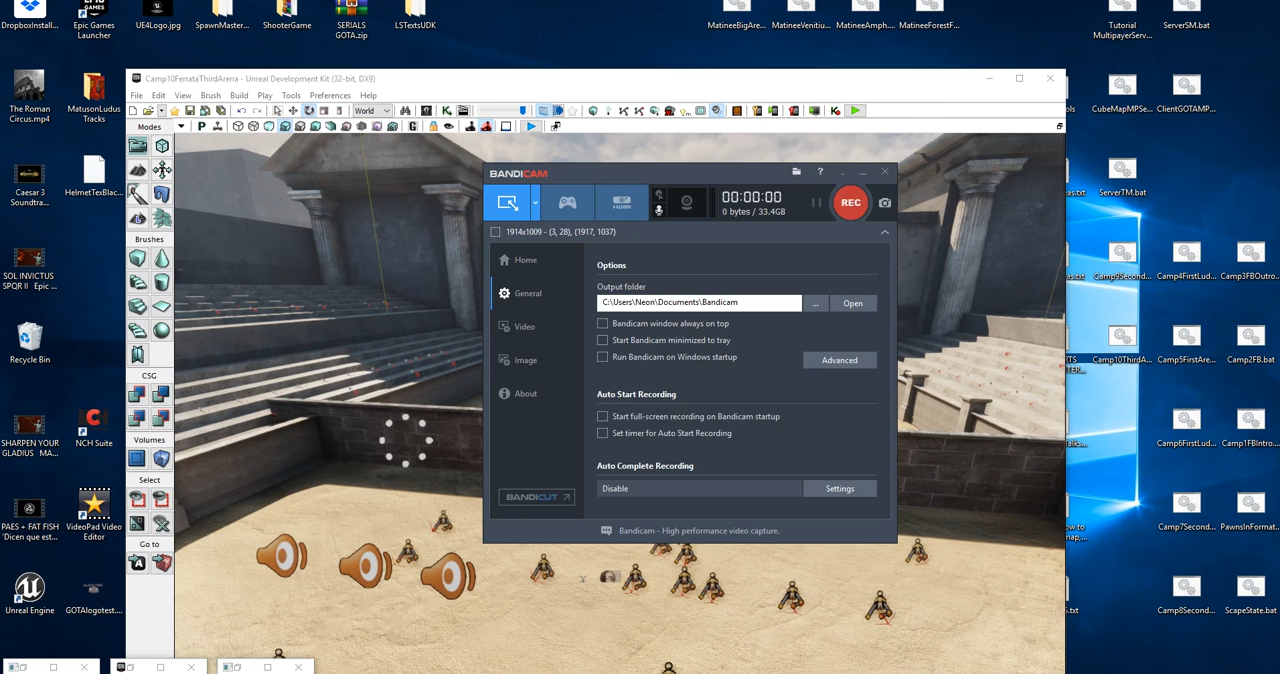 DropboxInstall...
Epic Games
Launcher
UE4Logo.jpg
SpawnMaster...
ShooterGame
SERIALS
GOTA.zip
LSTextsUDK
MatineeBigAre...
MatineeVenitiu...
MatineeAmph...
MatineeForestF...
Tutorial
MultipayerServ...
ServerSM.bat
Camp10FerrataThirdArena - Unreal Development Kit (32-bit, DX9)
File Edit View Brush Build Play Tools Preferences Help
World
Modes
Brushes
CSG
Volumes
Select
Go to
The Roman
Circus.mp4
MatusonLudus
Tracks
Caesar 3
Soundtra...
HelmetTexBlac...
SOL INVICTUS
SPQR II Epic ...
Recycle Bin
SHARPEN YOUR
GLADIUS MA...
NCH Suite
PAES + FAT FISH
'Dicen que est...
VideoPad Video
Editor
Unreal Engine
GOTAlogotest....
BANDICAM
00:00:00
0 bytes / 33.4GB
REC
1914x1009 - (3, 28), (1917, 1037)
Home
General
Video
Image
About
BANDICUT
Options
Output folder
C:\Users\Neon\Documents\Bandicam
...
Open
Bandicam window always on top
Start Bandicam minimized to tray
Run Bandicam on Windows startup
Advanced
Auto Start Recording
Start full-screen recording on Bandicam startup
Set timer for Auto Start Recording
Auto Complete Recording
Disable
Settings
Bandicam - High performance video capture.
CubeMapMPSe...
ClientGOTAMP...
ServerTM.bat
Camp9Second...
Camp4FirstLud...
Camp3FBOutro...
Camp10ThirdA...
Camp5FirstAre...
Camp2FB.bat
Camp6FirstLud...
Camp1FBIntro...
Camp7Second...
PawnsInFormat...
Camp8Second...
ScapeState.bat